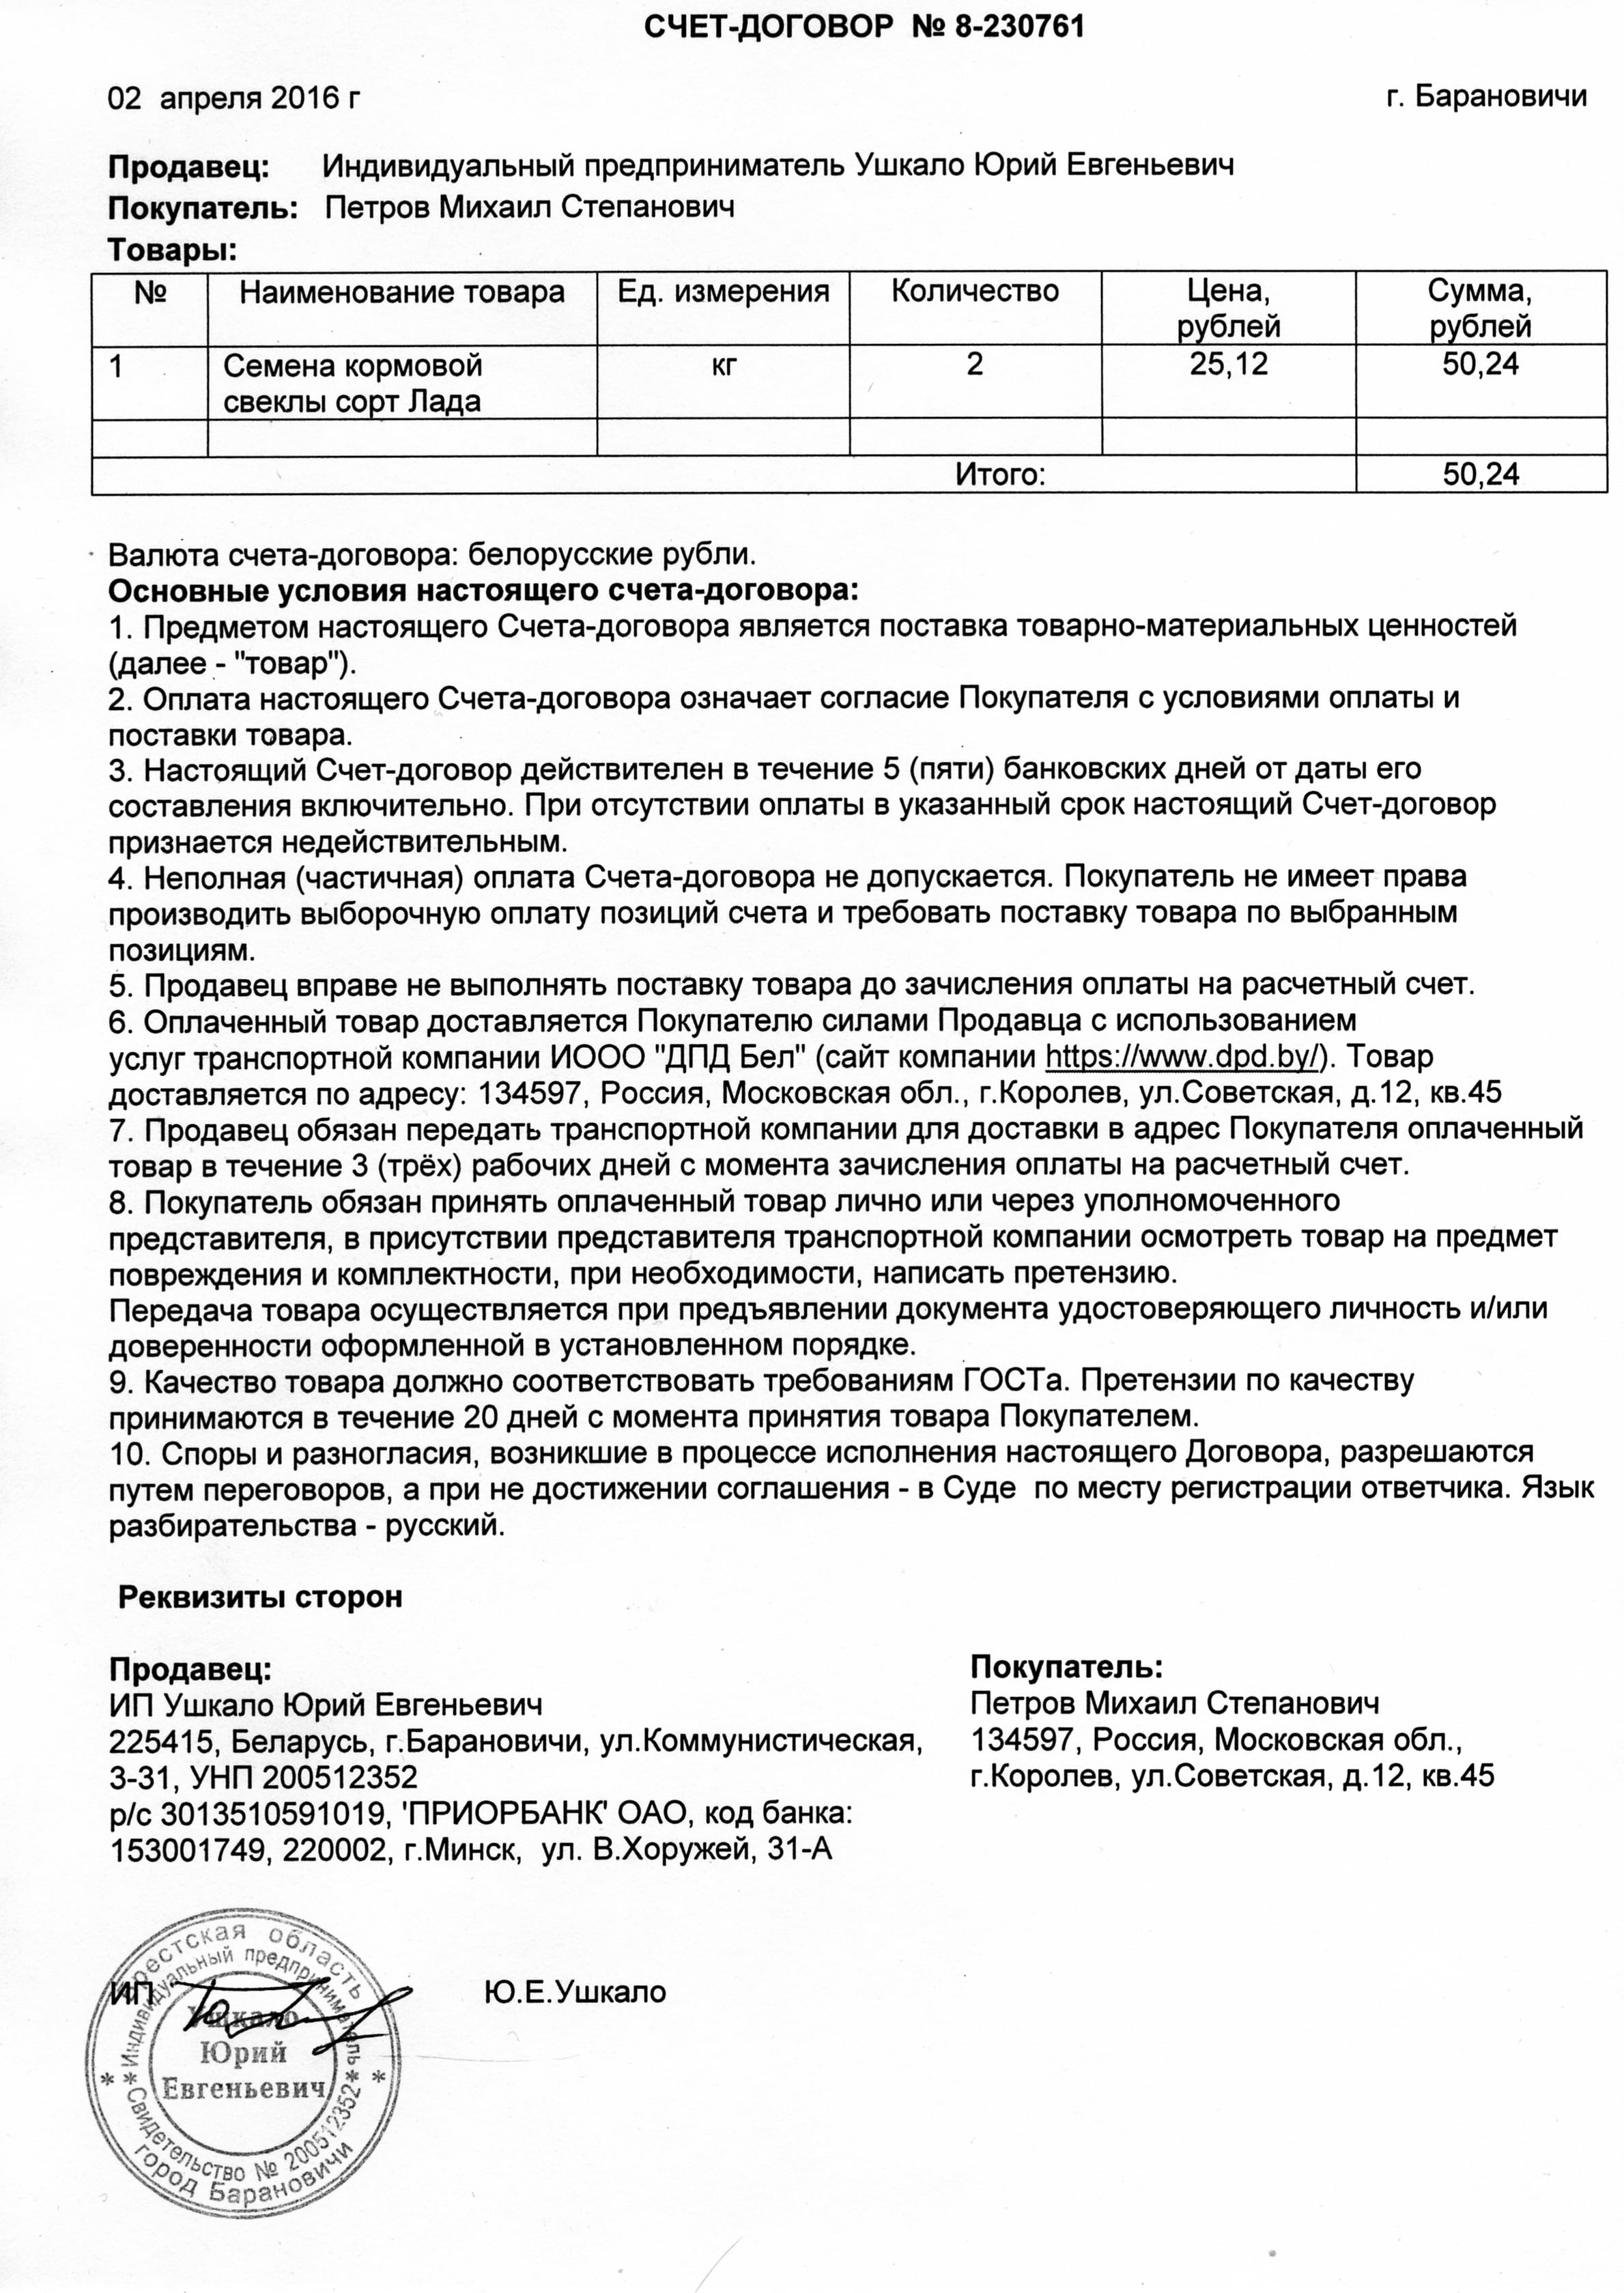 СЧЕТ-ДОГОВОР № 8-230761
02 апреля 2016 г
г. Барановичи
Продавец: Индивидуальный предприниматель Ушкало Юрий Евгеньевич
Покупатель: Петров Михаил Степанович
Товары:
№ Наименование товара Ед. измерения Количество Цена, рублей Сумма, рублей
1 Семена кормовой свеклы сорт Лада кг 2 25,12 50,24
Итого: 50,24
Валюта счета-договора: белорусские рубли.
Основные условия настоящего счета-договора:
1. Предметом настоящего Счета-договора является поставка товарно-материальных ценностей
(далее - "товар").
2. Оплата настоящего Счета-договора означает согласие Покупателя с условиями оплаты и
поставки товара.
3. Настоящий Счет-договор действителен в течение 5 (пяти) банковских дней от даты его
составления включительно. При отсутствии оплаты в указанный срок настоящий Счет-договор
признается недействительным.
4. Неполная (частичная) оплата Счета-договора не допускается. Покупатель не имеет права
производить выборочную оплату позиций счета и требовать поставку товара по выбранным
позициям.
5. Продавец вправе не выполнять поставку товара до зачисления оплаты на расчетный счет.
6. Оплаченный товар доставляется Покупателю силами Продавца с использованием
услуг транспортной компании ИООО "ДПД Бел" (сайт компании https://www.dpd.by/). Товар
доставляется по адресу: 134597, Россия, Московская обл., г.Королев, ул.Советская, д.12, кв.45
7. Продавец обязан передать транспортной компании для доставки в адрес Покупателя оплаченный
товар в течение 3 (трёх) рабочих дней с момента зачисления оплаты на расчетный счет.
8. Покупатель обязан принять оплаченный товар лично или через уполномоченного
представителя, в присутствии представителя транспортной компании осмотреть товар на предмет
повреждения и комплектности, при необходимости, написать претензию.
Передача товара осуществляется при предъявлении документа удостоверяющего личность и/или
доверенности оформленной в установленном порядке.
9. Качество товара должно соответствовать требованиям ГОСТа. Претензии по качеству
принимаются в течение 20 дней с момента принятия товара Покупателем.
10. Споры и разногласия, возникшие в процессе исполнения настоящего Договора, разрешаются
путем переговоров, а при не достижении соглашения - в Суде по месту регистрации ответчика. Язык
разбирательства - русский.
Реквизиты сторон
Продавец:
ИП Ушкало Юрий Евгеньевич
225415, Беларусь, г.Барановичи, ул.Коммунистическая,
3-31, УНП 200512352
р/с 3013510591019, 'ПРИОРБАНК' ОАО, код банка:
153001749, 220002, г.Минск, ул. В.Хоружей, 31-А
Покупатель:
Петров Михаил Степанович
134597, Россия, Московская обл.,
г.Королев, ул.Советская, д.12, кв.45
ИП Ю.Е.Ушкало
Брестская область
Индивидуальный предприниматель
Ушкало
Юрий
Евгеньевич
Свидетельство № 200512352
город Барановичи